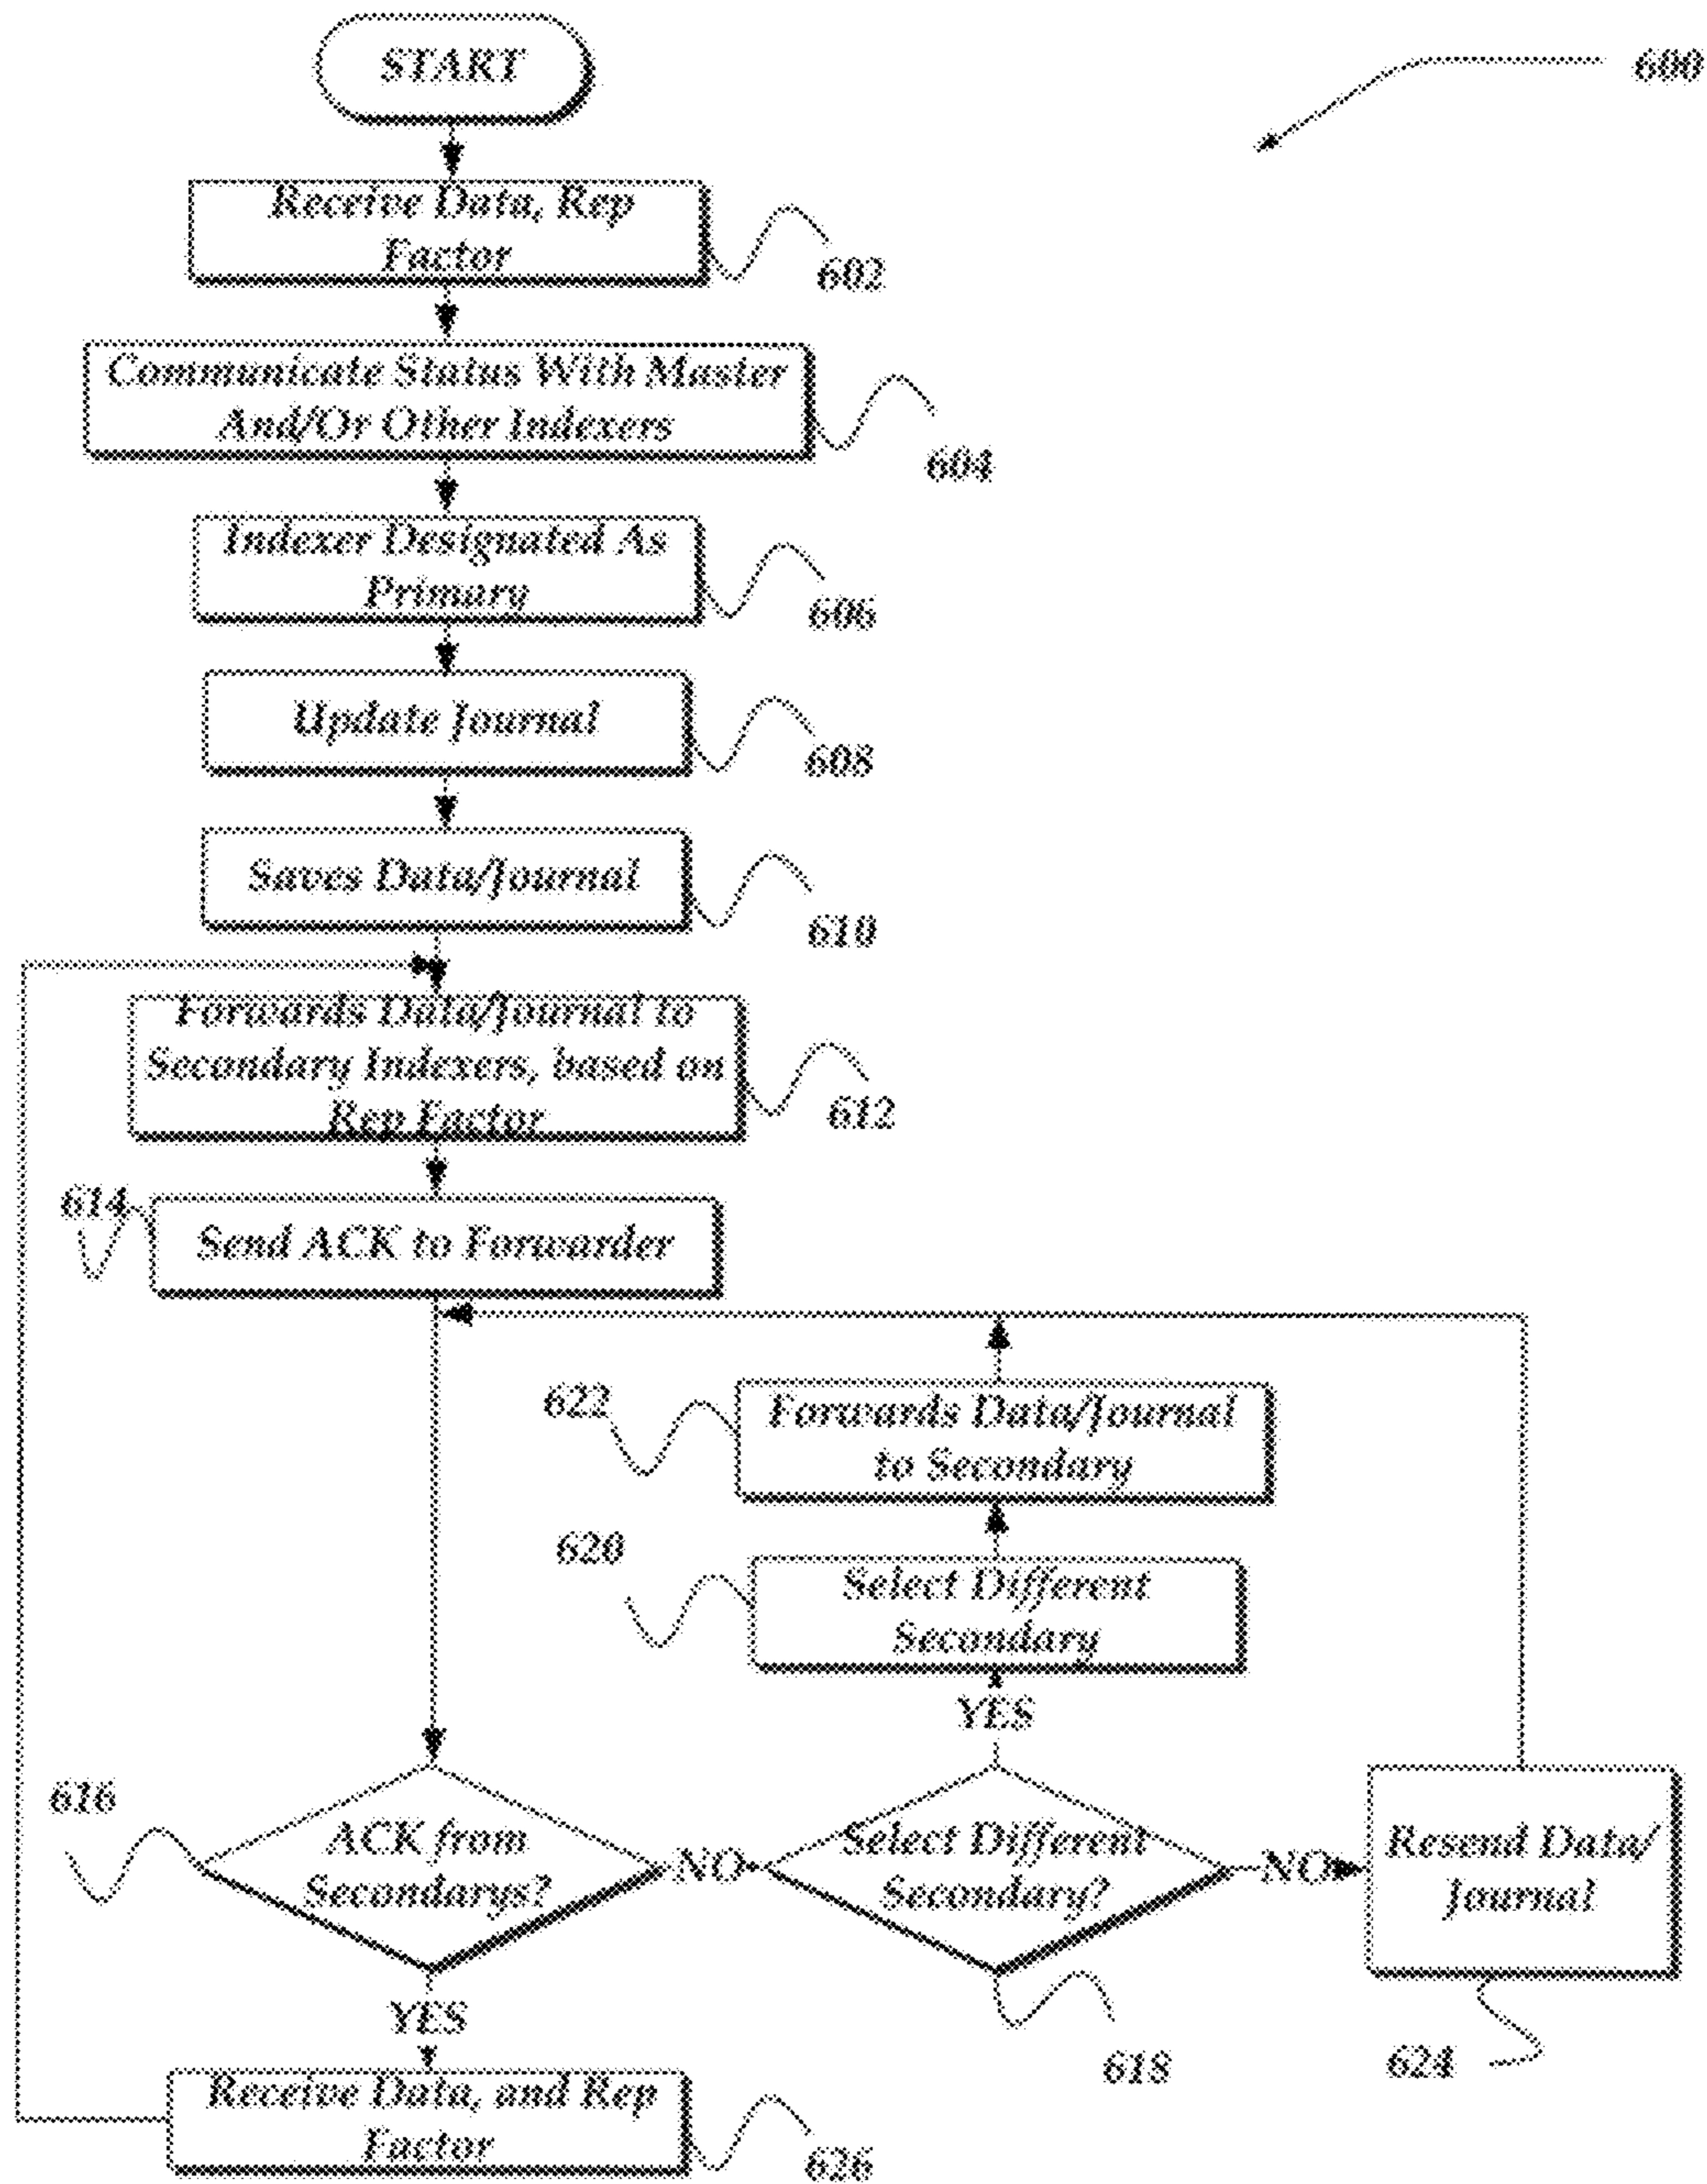 START
600
Receive Data, Rep
Factor
602
Communicate Status With Master
And/Or Other Indexers
604
Indexer Designated As
Primary
606
Update Journal
608
Saves Data/Journal
610
Forwards Data/Journal to
Secondary Indexers, based on
Rep Factor
612
614
Send ACK to Forwarder
622
Forwards Data/Journal
to Secondary
620
Select Different
Secondary
YES
616
ACK from
Secondarys?
NO
Select Different
Secondary?
NO
Resend Data/
Journal
YES
618
624
Receive Data, and Rep
Factor
626